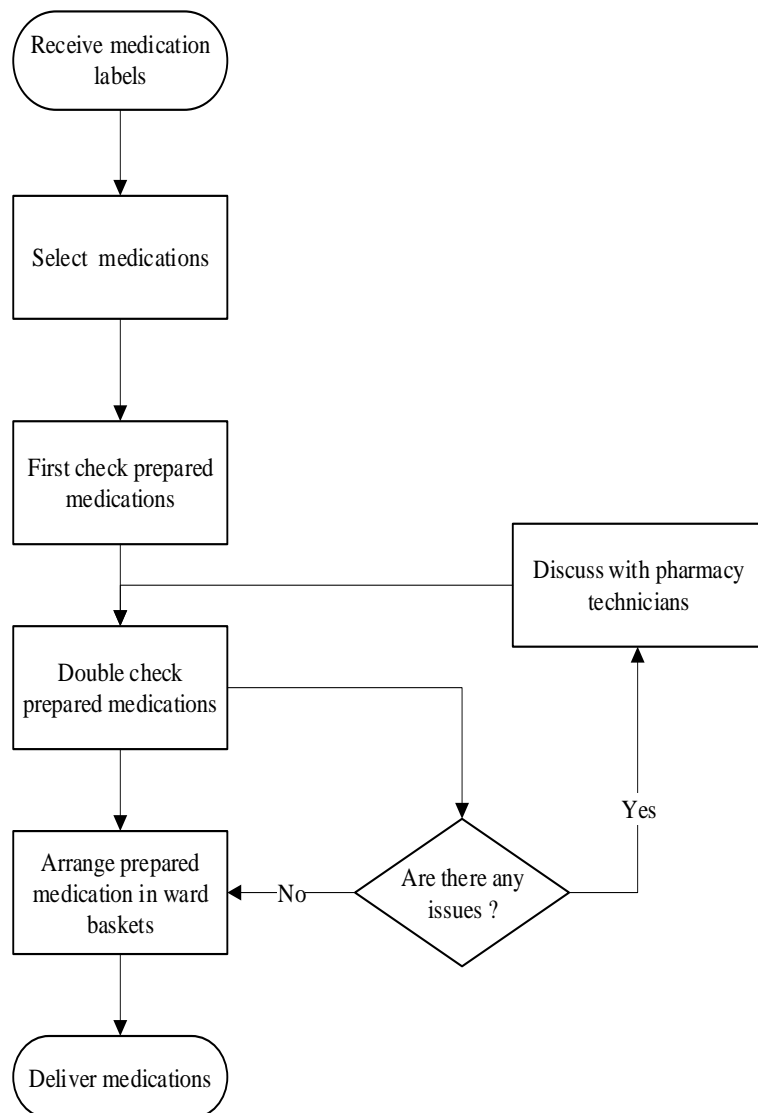 Receive medication
labels
Select medications
First check prepared
medications
Discuss with pharmacy
technicians
Double check
prepared medications
Yes
Arrange prepared
medication in ward
baskets
No
Are there any
issues ?
Deliver medications